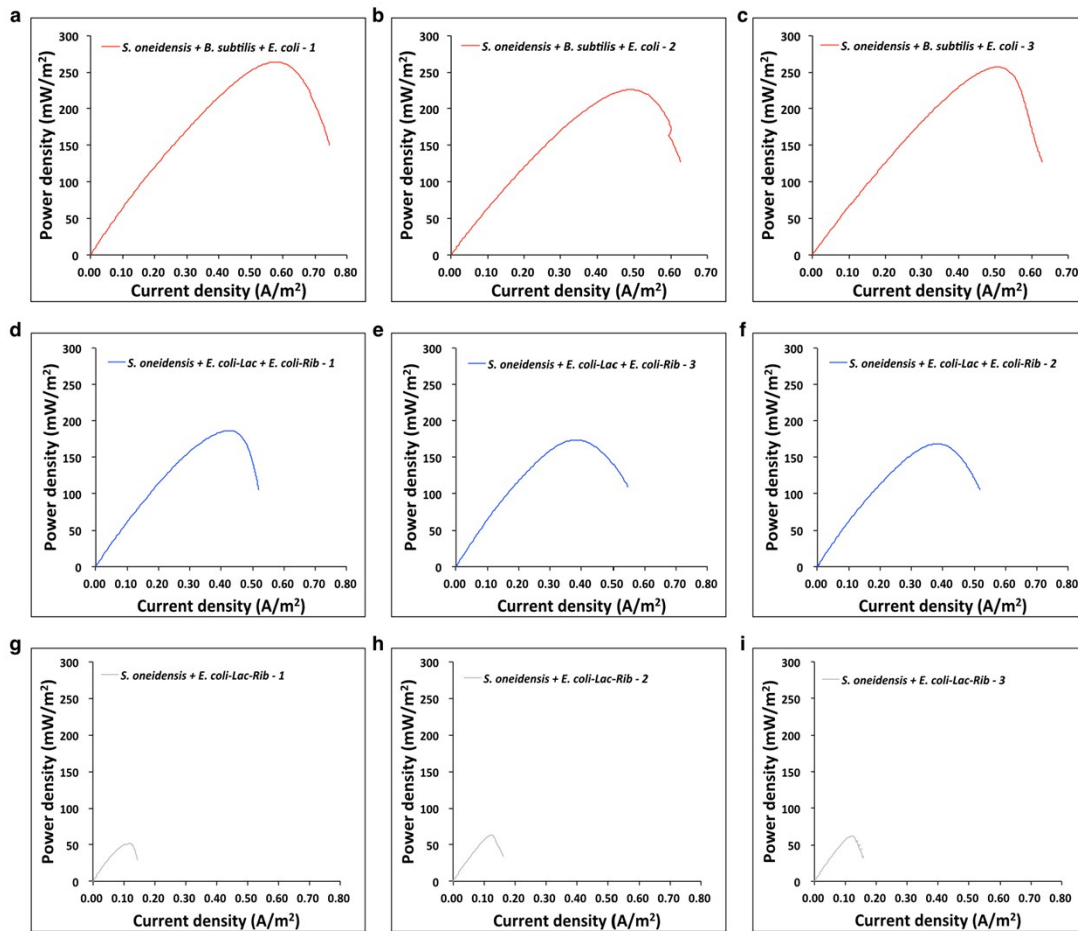 a
S. oneidensis + B. subtilis + E. coli - 1
Power density (mW/m²)
300
250
200
150
100
50
0
0.00 0.10 0.20 0.30 0.40 0.50 0.60 0.70 0.80
Current density (A/m²)
b
S. oneidensis + B. subtilis + E. coli - 2
Power density (mW/m²)
300
250
200
150
100
50
0
0.00 0.10 0.20 0.30 0.40 0.50 0.60 0.70
Current density (A/m²)
c
S. oneidensis + B. subtilis + E. coli - 3
Power density (mW/m²)
300
250
200
150
100
50
0
0.00 0.10 0.20 0.30 0.40 0.50 0.60 0.70
Current density (A/m²)
d
S. oneidensis + E. coli-Lac + E. coli-Rib - 1
Power density (mW/m²)
300
250
200
150
100
50
0
0.00 0.10 0.20 0.30 0.40 0.50 0.60 0.70 0.80
Current density (A/m²)
e
S. oneidensis + E. coli-Lac + E. coli-Rib - 3
Power density (mW/m²)
300
250
200
150
100
50
0
0.00 0.10 0.20 0.30 0.40 0.50 0.60 0.70 0.80
Current density (A/m²)
f
S. oneidensis + E. coli-Lac + E. coli-Rib - 2
Power density (mW/m²)
300
250
200
150
100
50
0
0.00 0.10 0.20 0.30 0.40 0.50 0.60 0.70 0.80
Current density (A/m²)
g
S. oneidensis + E. coli-Lac-Rib - 1
Power density (mW/m²)
300
250
200
150
100
50
0
0.00 0.10 0.20 0.30 0.40 0.50 0.60 0.70 0.80
Current density (A/m²)
h
S. oneidensis + E. coli-Lac-Rib - 2
Power density (mW/m²)
300
250
200
150
100
50
0
0.00 0.10 0.20 0.30 0.40 0.50 0.60 0.70 0.80
Current density (A/m²)
i
S. oneidensis + E. coli-Lac-Rib - 3
Power density (mW/m²)
300
250
200
150
100
50
0
0.00 0.10 0.20 0.30 0.40 0.50 0.60 0.70 0.80
Current density (A/m²)